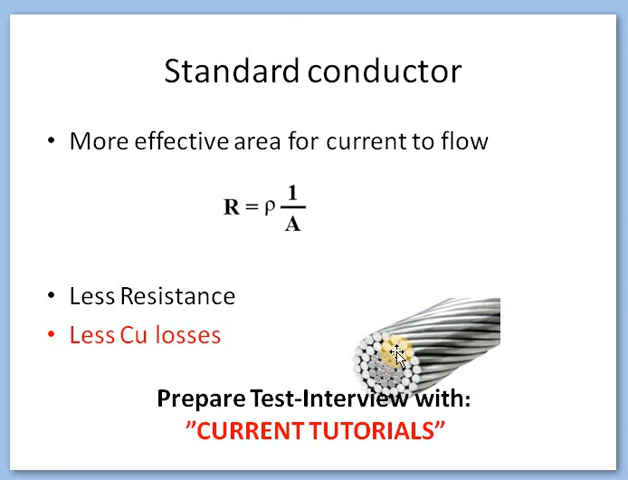 Standard conductor
• More effective area for current to flow
R = ρ 1/A
• Less Resistance
• Less Cu losses
Prepare Test-Interview with:
”CURRENT TUTORIALS”